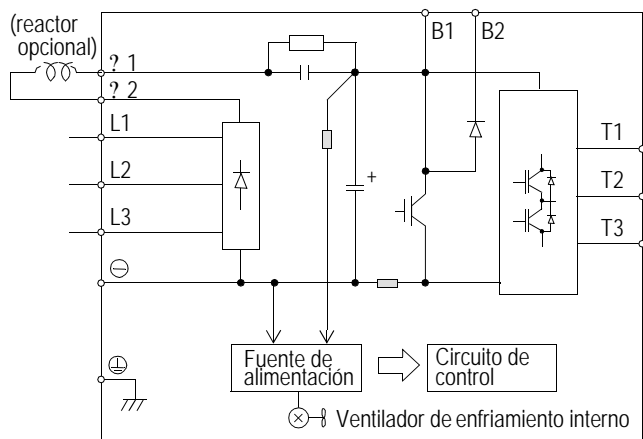 (reactor
opcional)
? 1
? 2
B1
B2
L1
L2
L3
T1
T2
T3
+
Fuente de
alimentación
Circuito de
control
Ventilador de enfriamiento interno